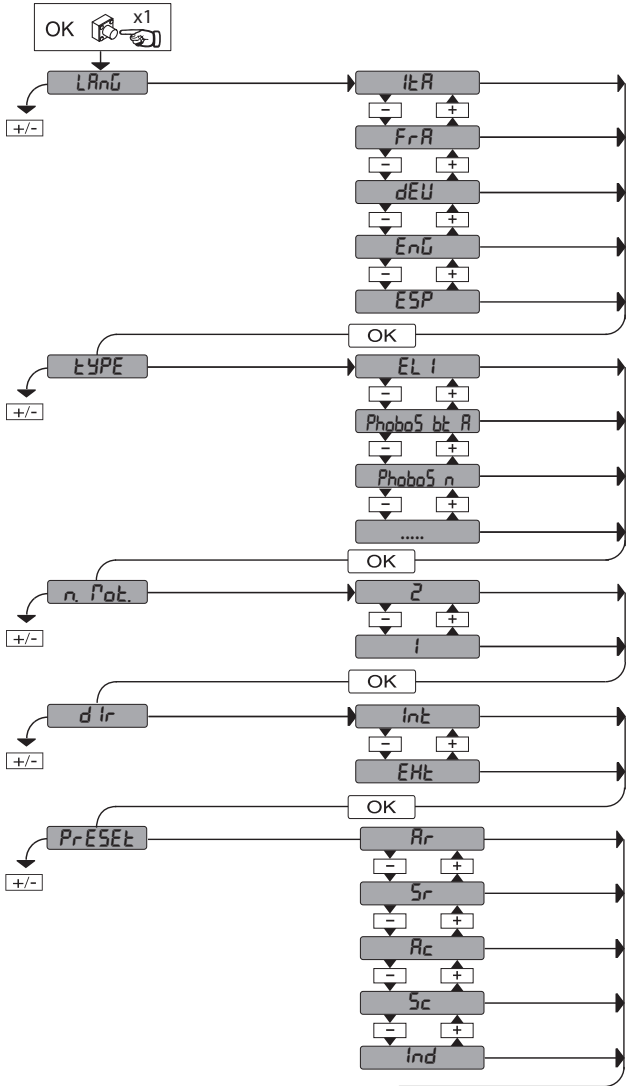 OK x1
LAnG
+/-
ItA
- +
FrA
- +
dEU
- +
EnG
- +
ESP
OK
tYPE
+/-
EL 1
- +
PhoboS bt A
- +
PhoboS n
- +
.....
OK
n. Mot.
+/-
2
- +
1
OK
dIr
+/-
Int
- +
EHt
OK
PrESEt
+/-
Ar
- +
Sr
- +
Ac
- +
Sc
- +
Ind